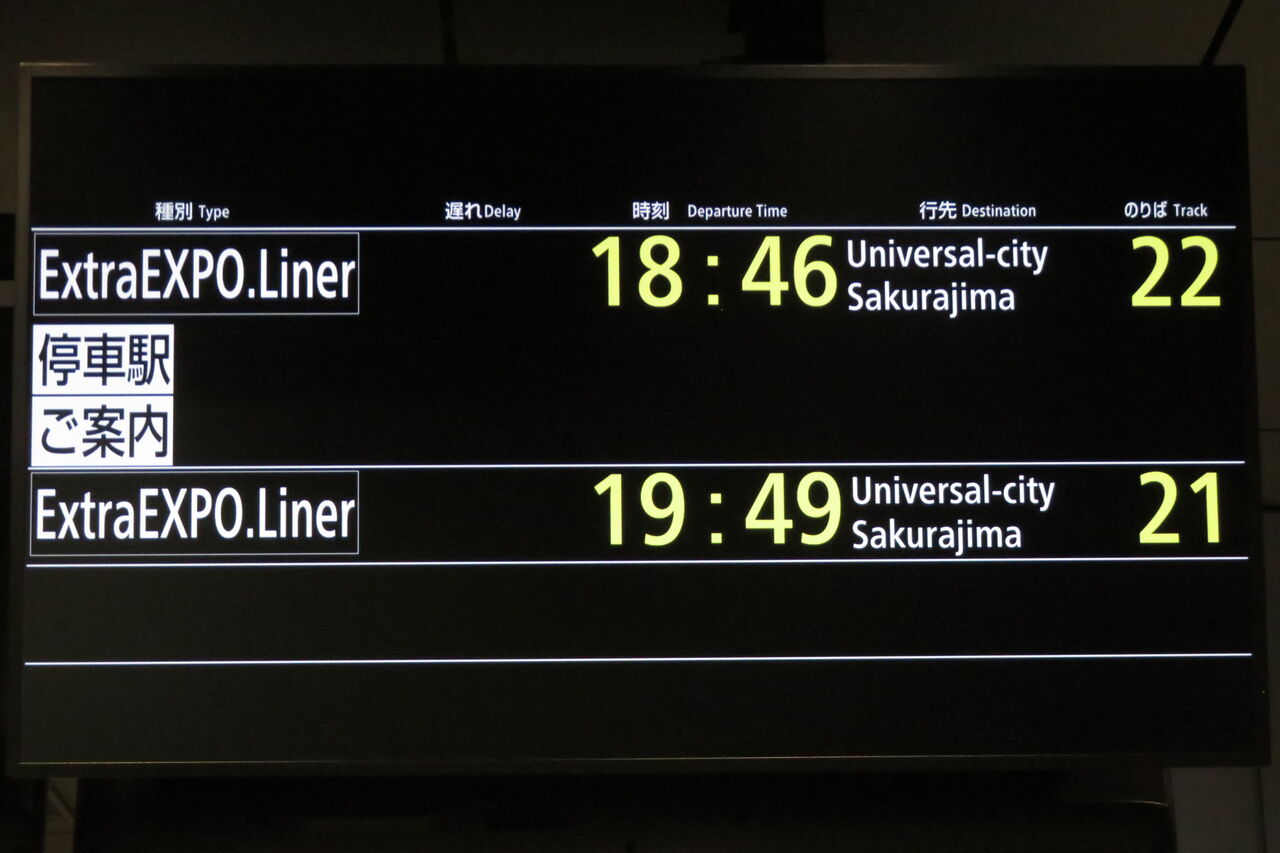 種別 Type 遅れ Delay 時刻 Departure Time 行先 Destination のりば Track
ExtraEXPO.Liner 18:46 Universal-city Sakurajima 22
停車駅
ご案内
ExtraEXPO.Liner 19:49 Universal-city Sakurajima 21